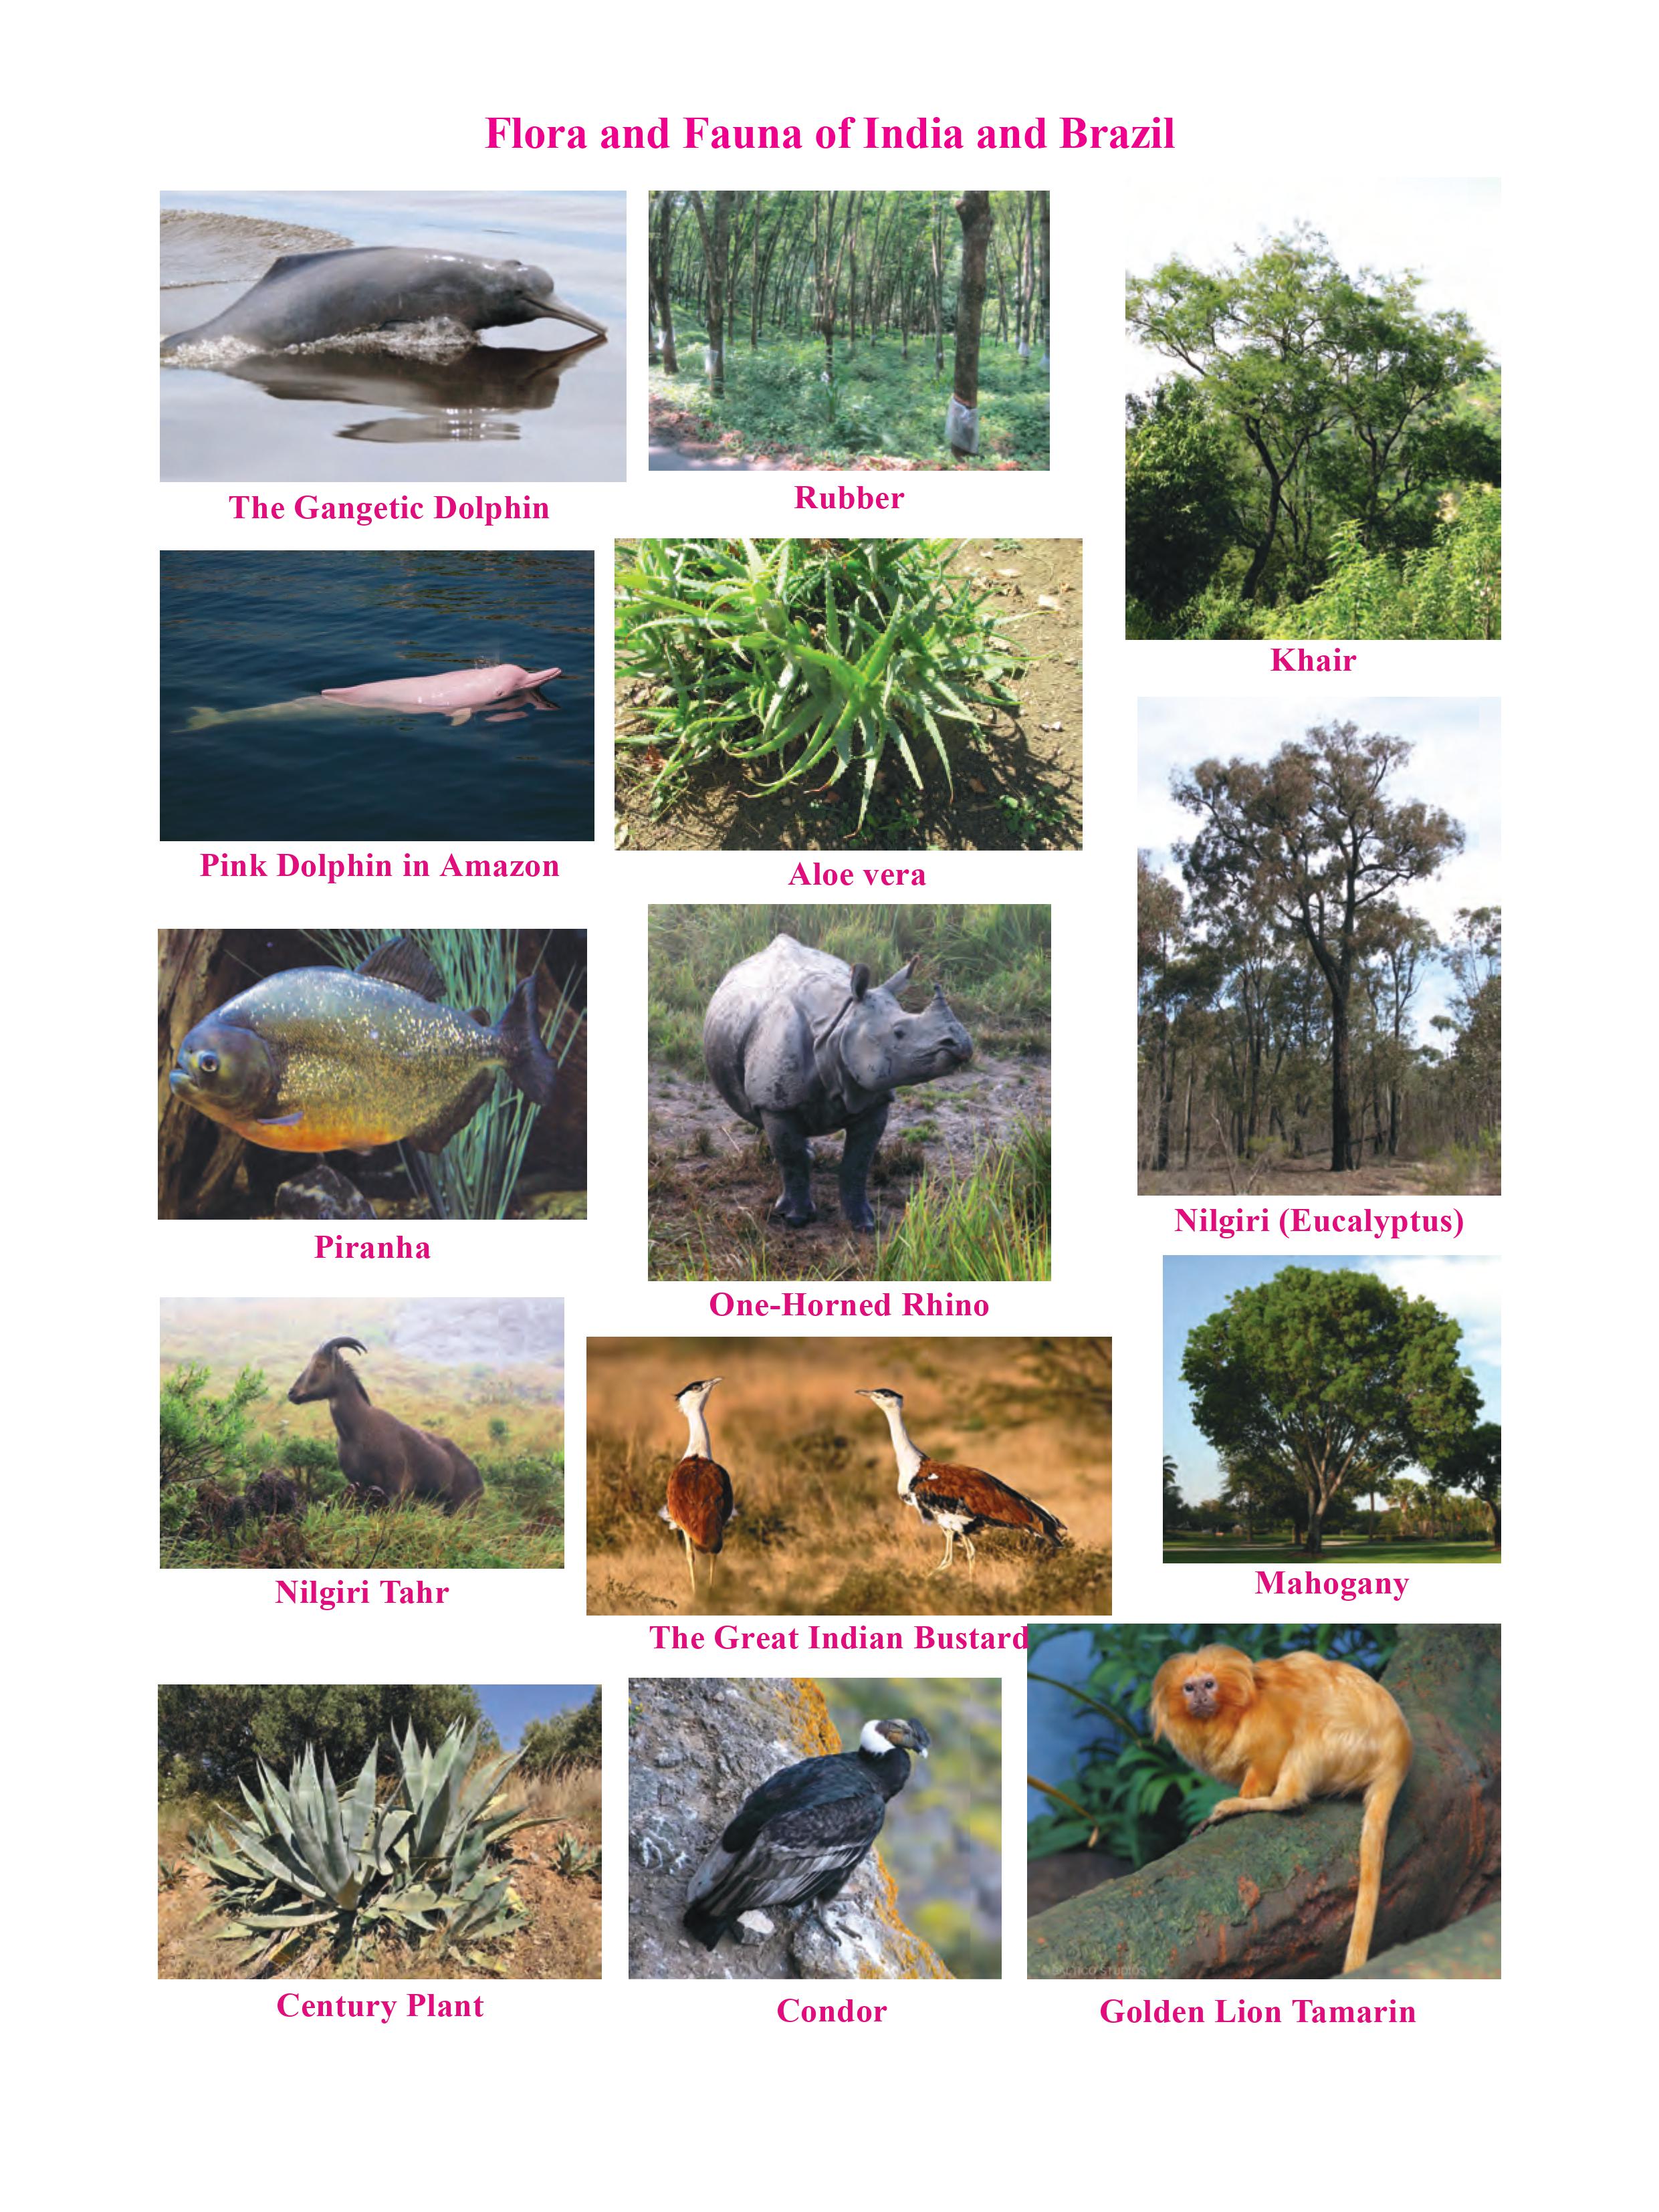 Flora and Fauna of India and Brazil
The Gangetic Dolphin
Rubber
Khair
Pink Dolphin in Amazon
Aloe vera
Piranha
Nilgiri (Eucalyptus)
One-Horned Rhino
Nilgiri Tahr
Mahogany
The Great Indian Bustard
Century Plant
Condor
Golden Lion Tamarin